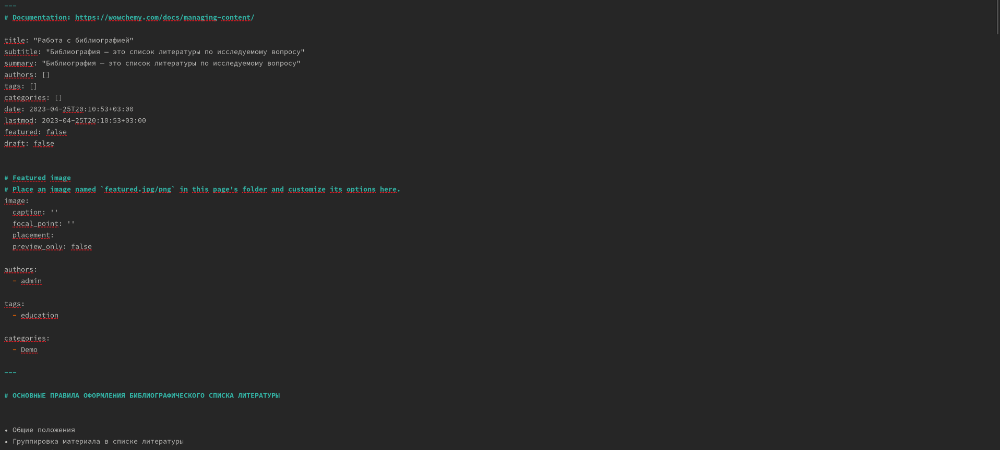 ---
# Documentation: https://wowchemy.com/docs/managing-content/
title: "Работа с библиографией"
subtitle: "Библиография — это список литературы по исследуемому вопросу"
summary: "Библиография — это список литературы по исследуемому вопросу"
authors: []
tags: []
categories: []
date: 2023-04-25T20:10:53+03:00
lastmod: 2023-04-25T20:10:53+03:00
featured: false
draft: false
# Featured image
# Place an image named `featured.jpg/png` in this page's folder and customize its options here.
image:
  caption: ''
  focal_point: ''
  placement:
  preview_only: false
authors:
  - admin
tags:
  - education
categories:
  - Demo
---
# ОСНОВНЫЕ ПРАВИЛА ОФОРМЛЕНИЯ БИБЛИОГРАФИЧЕСКОГО СПИСКА ЛИТЕРАТУРЫ
• Общие положения
• Группировка материала в списке литературы